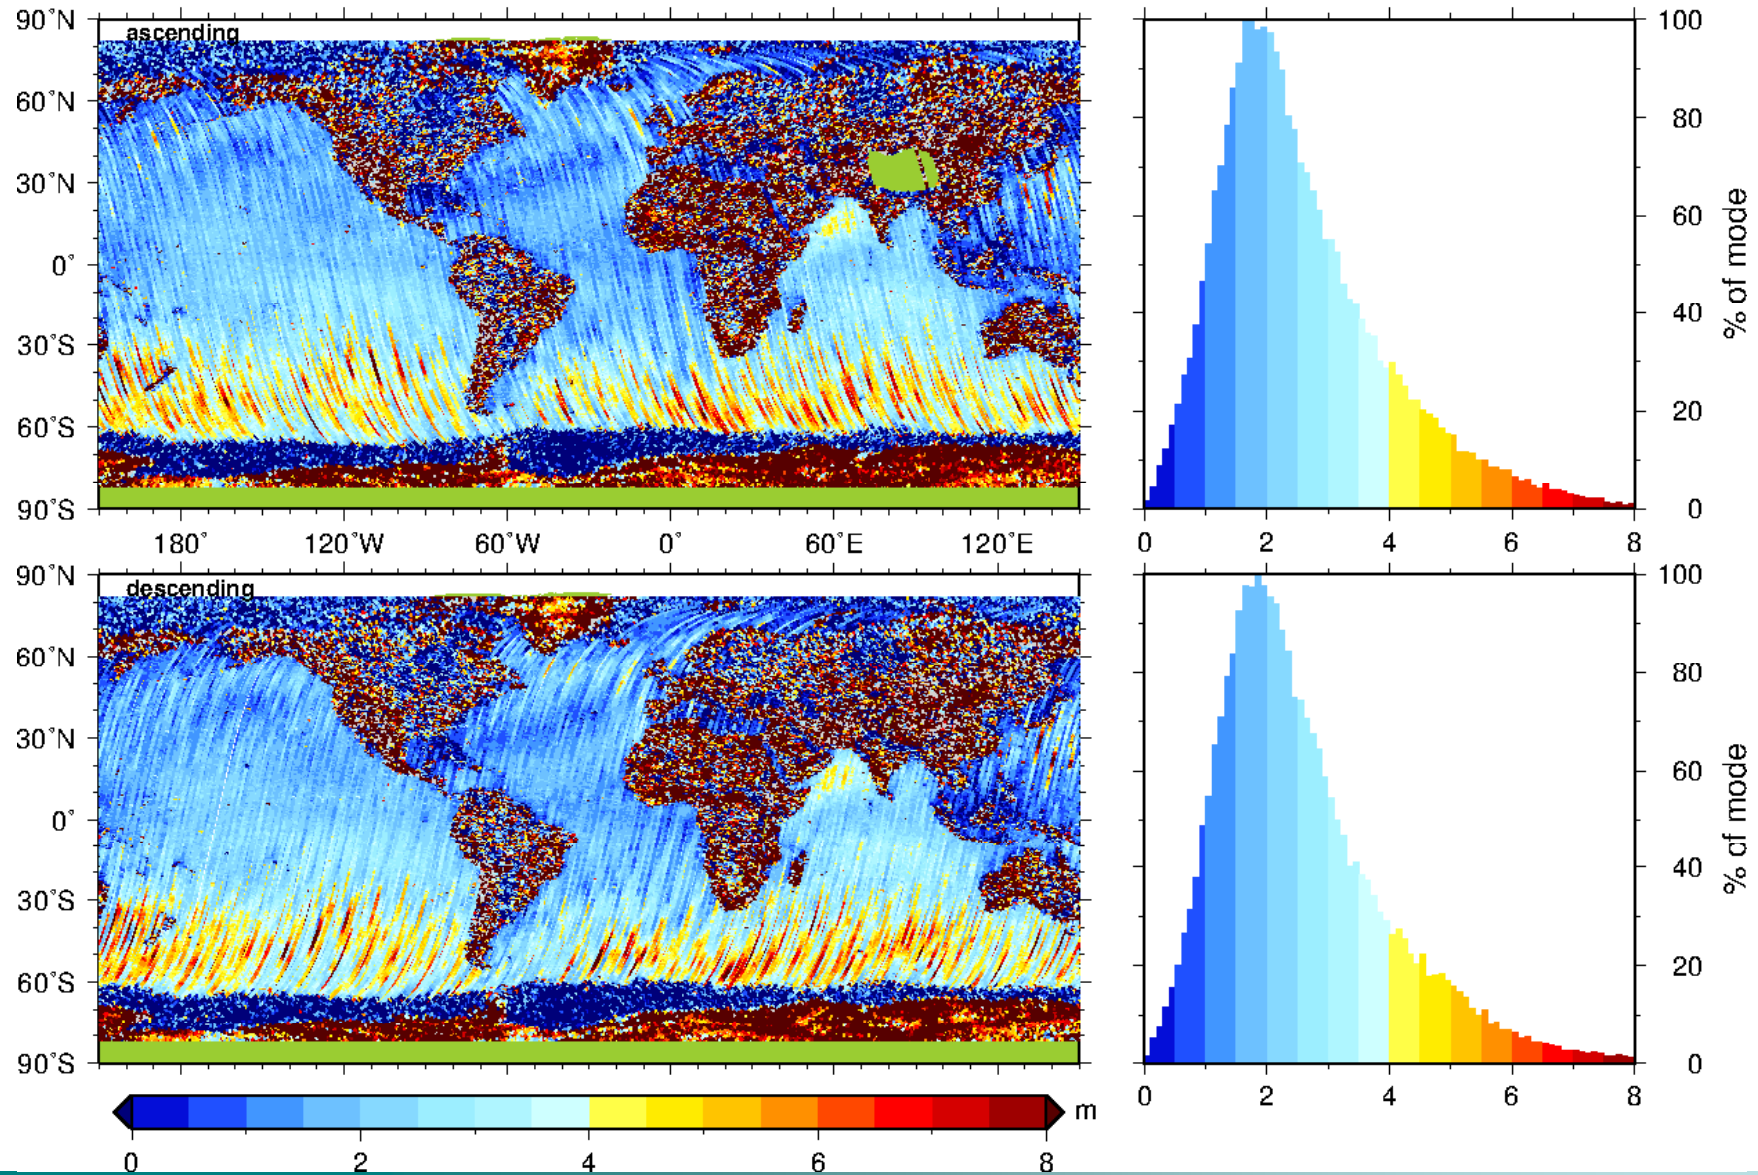 90°N ascending 100
60°N 80
30°N 60
0° % of mode
30°S 40
60°S 20
90°S 0
180° 120°W 60°W 0° 60°E 120°E 0 2 4 6 8
90°N descending 100
60°N 80
30°N 60
0° % of mode
30°S 40
60°S 20
90°S 0
0 2 4 6 8
m
0 2 4 6 8